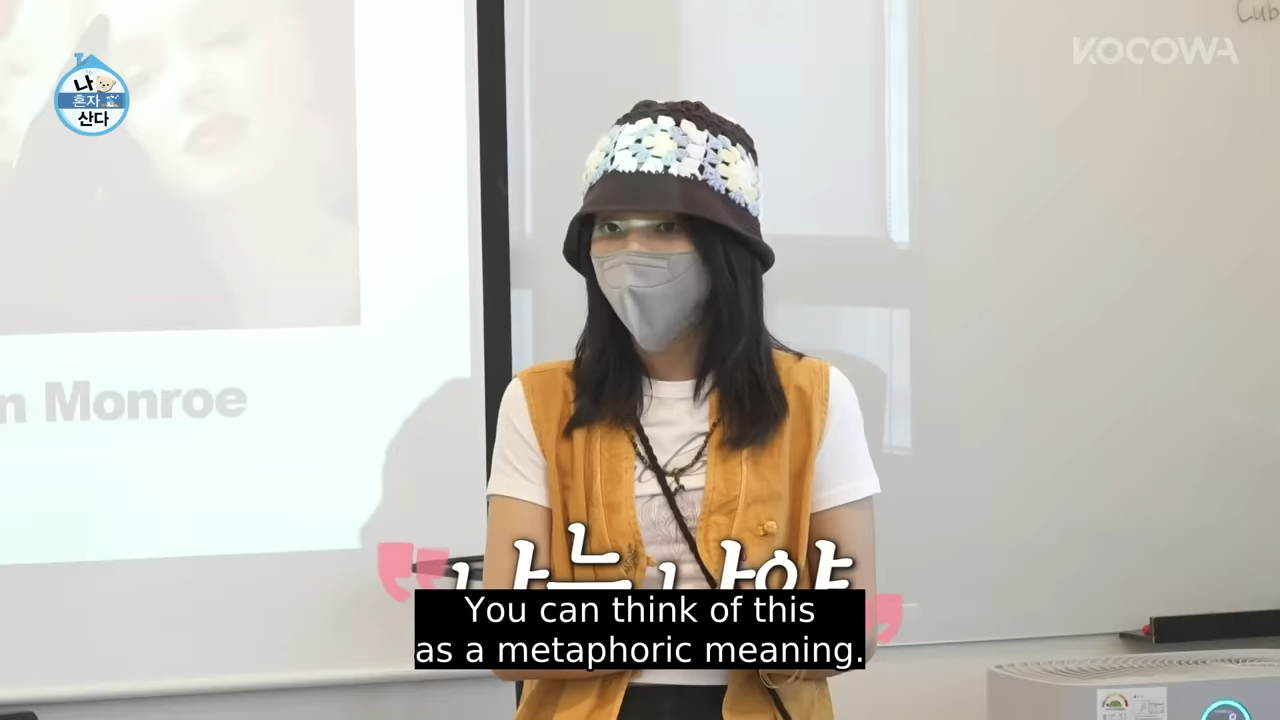 나
혼자
산다
KOCOWA
Cub
n Monroe
나는 나야
You can think of this
as a metaphoric meaning.